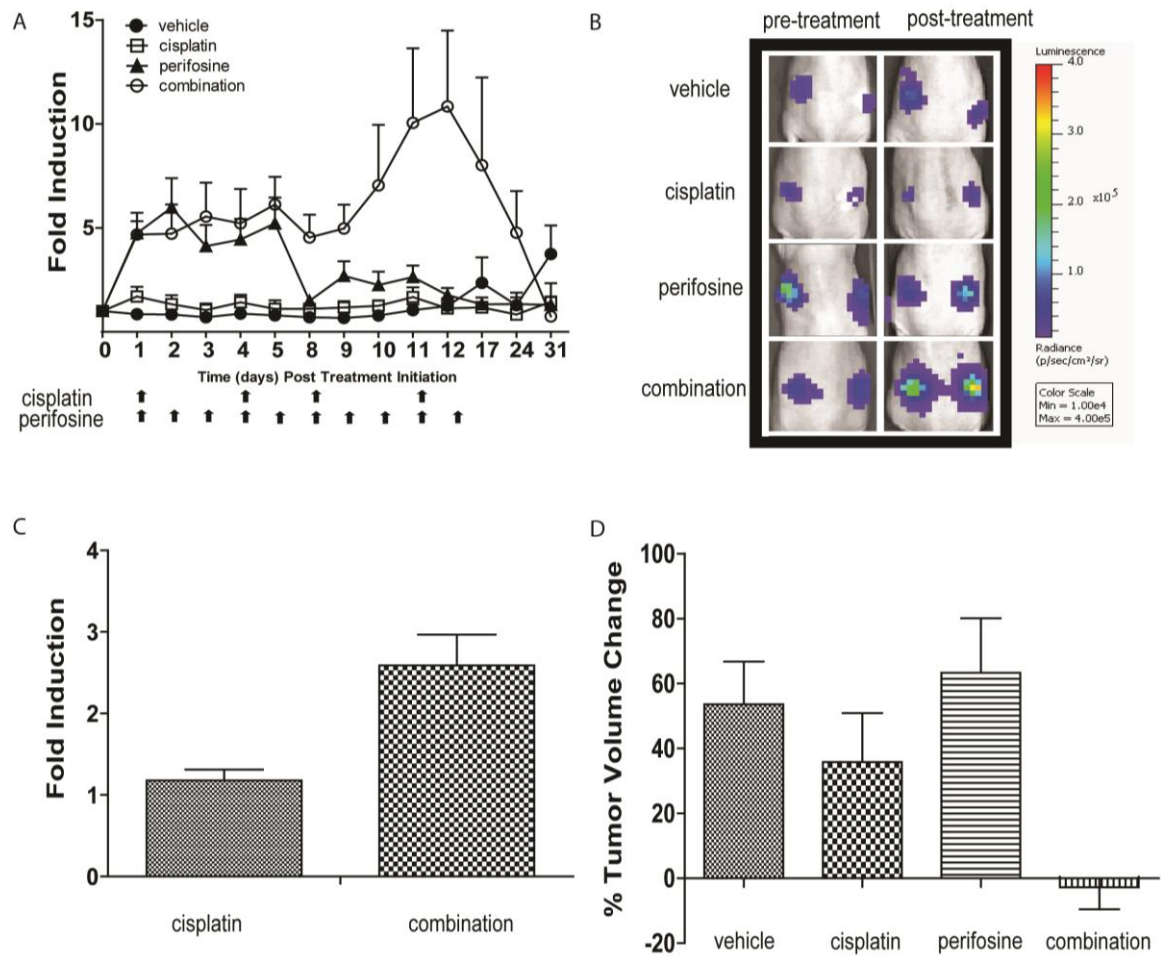 A
vehicle
cisplatin
perifosine
combination
15
10
5
Fold Induction
0 1 2 3 4 5 8 9 10 11 12 17 24 31
Time (days) Post Treatment Initiation
cisplatin
perifosine
B
pre-treatment post-treatment
vehicle
cisplatin
perifosine
combination
Luminescence
4.0
3.0
2.0 x10⁵
1.0
Radiance
(p/sec/cm²/sr)
Color Scale
Min = 1.00e4
Max = 4.00e5
C
4
3
2
1
0
Fold Induction
cisplatin combination
D
100
80
60
40
20
0
-20
% Tumor Volume Change
vehicle cisplatin perifosine combination